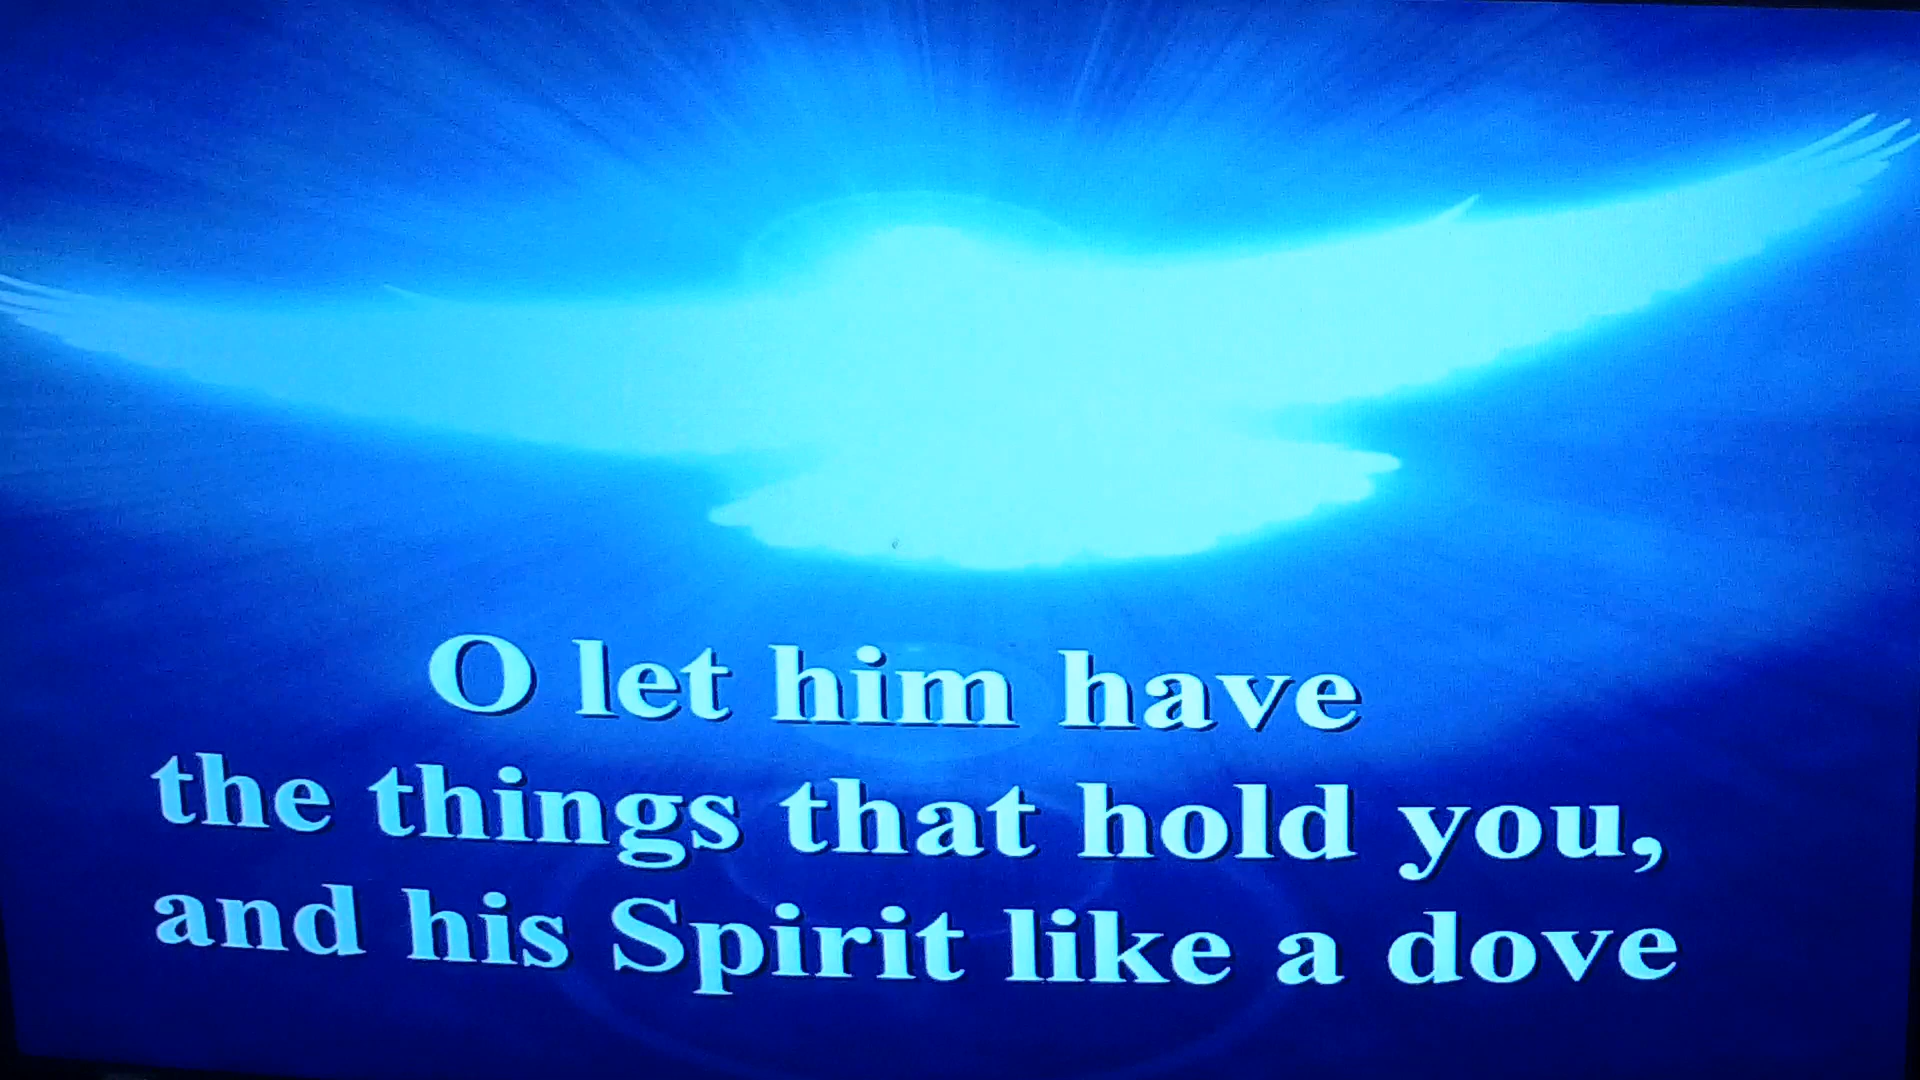 O let him have
the things that hold you,
and his Spirit like a dove